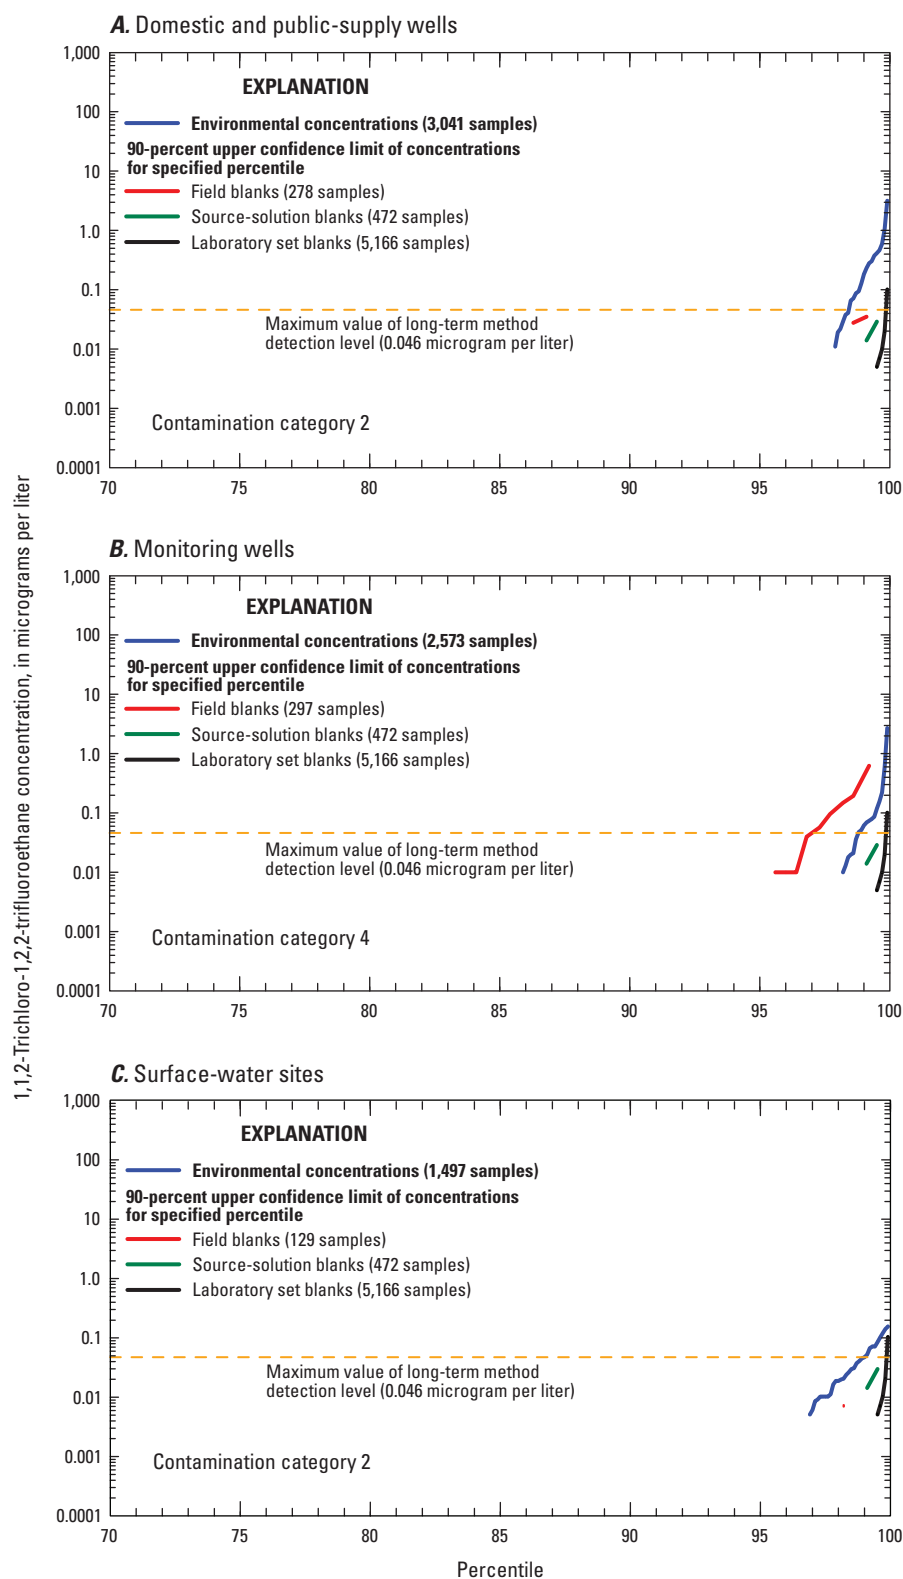 A. Domestic and public-supply wells
1,000
100
10
1.0
0.1
0.01
0.001
0.0001
EXPLANATION
Environmental concentrations (3,041 samples)
90-percent upper confidence limit of concentrations
for specified percentile
Field blanks (278 samples)
Source-solution blanks (472 samples)
Laboratory set blanks (5,166 samples)
Maximum value of long-term method
detection level (0.046 microgram per liter)
Contamination category 2
70 75 80 85 90 95 100
1,1,2-Trichloro-1,2,2-trifluoroethane concentration, in micrograms per liter
B. Monitoring wells
1,000
100
10
1.0
0.1
0.01
0.001
0.0001
EXPLANATION
Environmental concentrations (2,573 samples)
90-percent upper confidence limit of concentrations
for specified percentile
Field blanks (297 samples)
Source-solution blanks (472 samples)
Laboratory set blanks (5,166 samples)
Maximum value of long-term method
detection level (0.046 microgram per liter)
Contamination category 4
70 75 80 85 90 95 100
C. Surface-water sites
1,000
100
10
1.0
0.1
0.01
0.001
0.0001
EXPLANATION
Environmental concentrations (1,497 samples)
90-percent upper confidence limit of concentrations
for specified percentile
Field blanks (129 samples)
Source-solution blanks (472 samples)
Laboratory set blanks (5,166 samples)
Maximum value of long-term method
detection level (0.046 microgram per liter)
Contamination category 2
70 75 80 85 90 95 100
Percentile